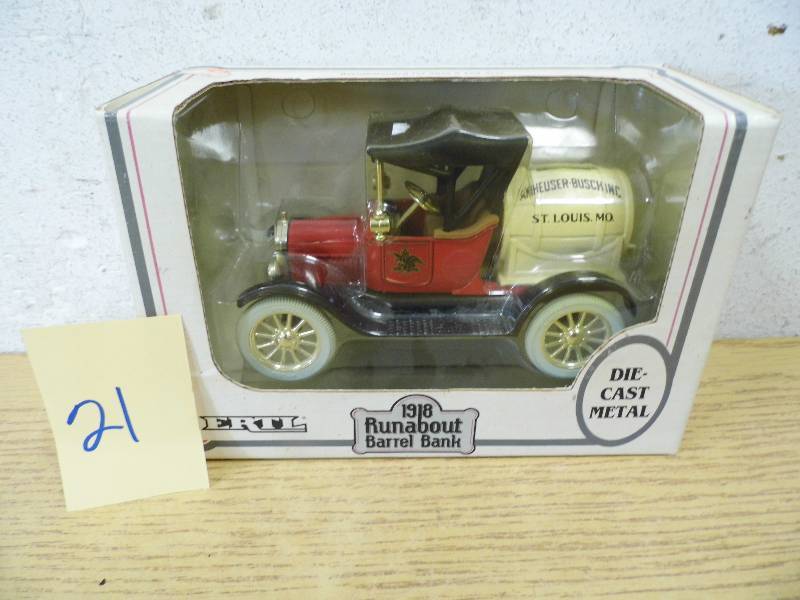 ANHEUSER-BUSCH INC.
ST. LOUIS, MO.
21
ERTL
1918
Runabout
Barrel Bank
DIE-
CAST
METAL